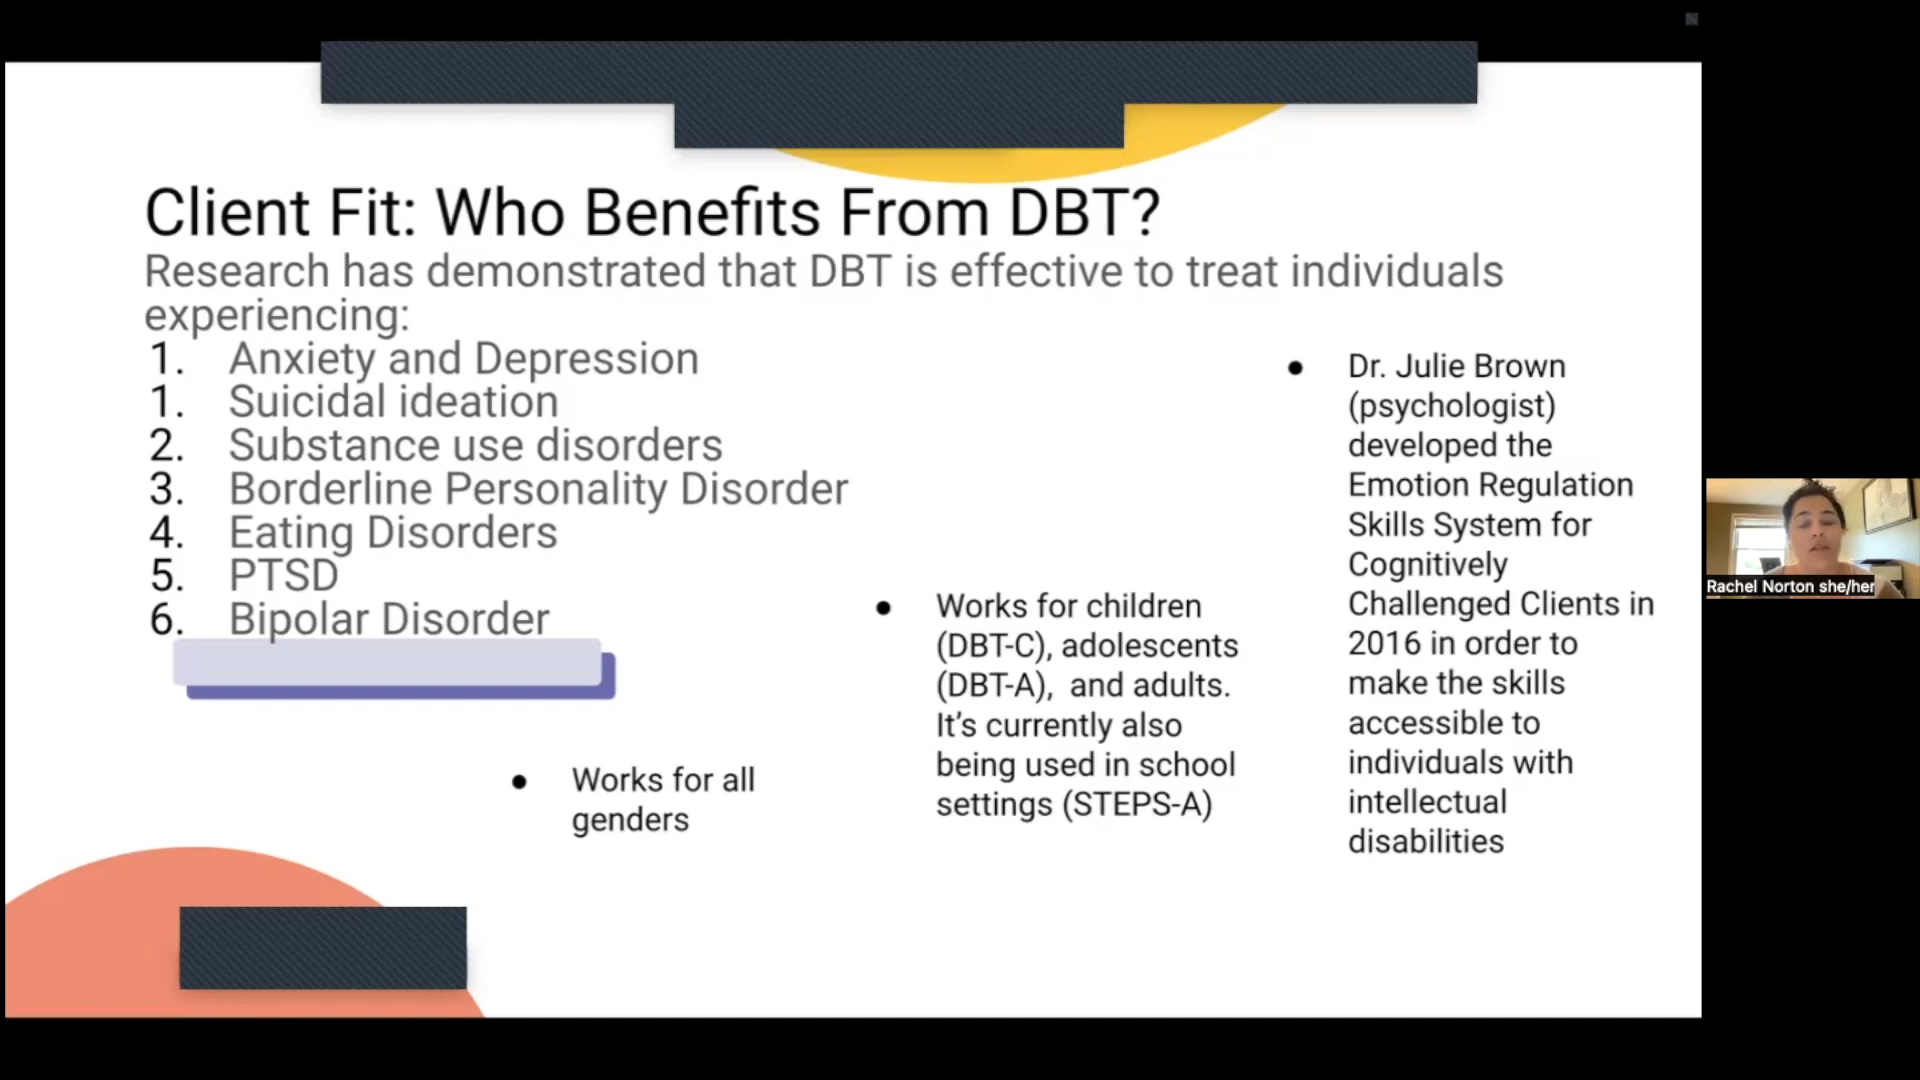 Client Fit: Who Benefits From DBT?
Research has demonstrated that DBT is effective to treat individuals
experiencing:
1. Anxiety and Depression
1. Suicidal ideation
2. Substance use disorders
3. Borderline Personality Disorder
4. Eating Disorders
5. PTSD
6. Bipolar Disorder
● Works for all
genders
● Works for children
(DBT-C), adolescents
(DBT-A), and adults.
It’s currently also
being used in school
settings (STEPS-A)
● Dr. Julie Brown
(psychologist)
developed the
Emotion Regulation
Skills System for
Cognitively
Challenged Clients in
2016 in order to
make the skills
accessible to
individuals with
intellectual
disabilities
Rachel Norton she/her